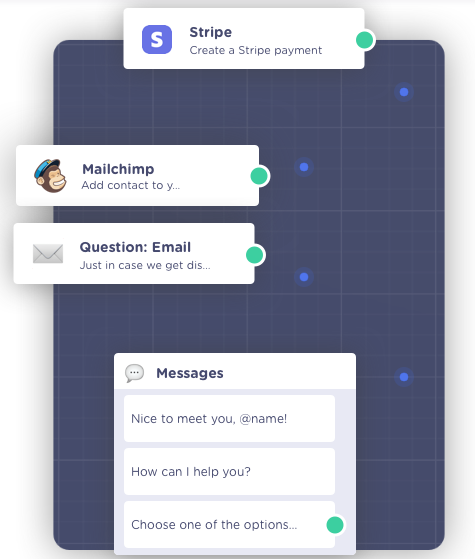 S
Stripe
Create a Stripe payment
Mailchimp
Add contact to y...
Question: Email
Just in case we get dis...
Messages
Nice to meet you, @name!
How can I help you?
Choose one of the options...